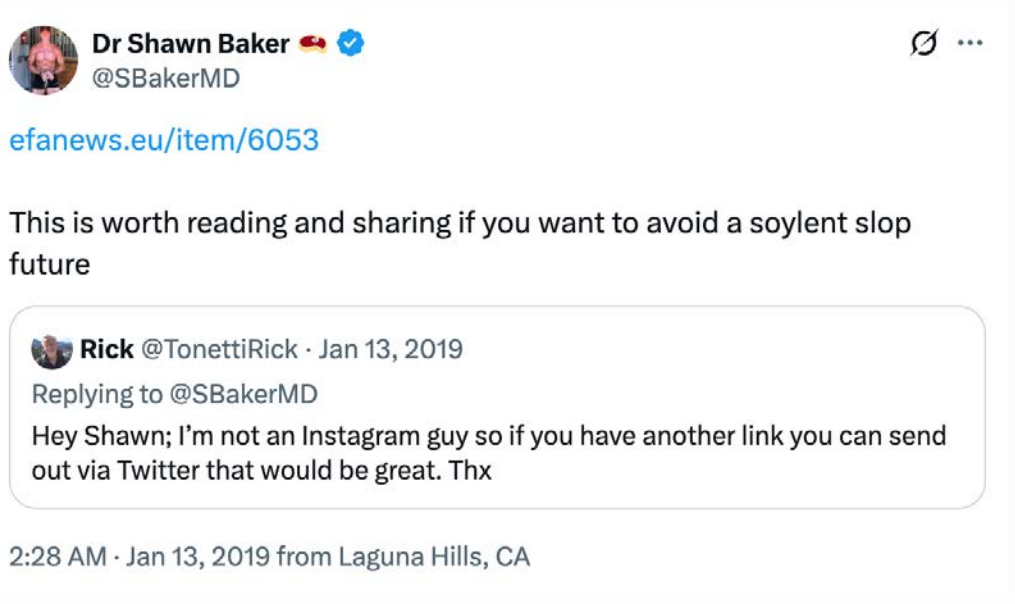 Dr Shawn Baker 🥩
@SBakerMD
efanews.eu/item/6053
This is worth reading and sharing if you want to avoid a soylent slop
future
Rick @TonettiRick · Jan 13, 2019
Replying to @SBakerMD
Hey Shawn; I’m not an Instagram guy so if you have another link you can send
out via Twitter that would be great. Thx
2:28 AM · Jan 13, 2019 from Laguna Hills, CA